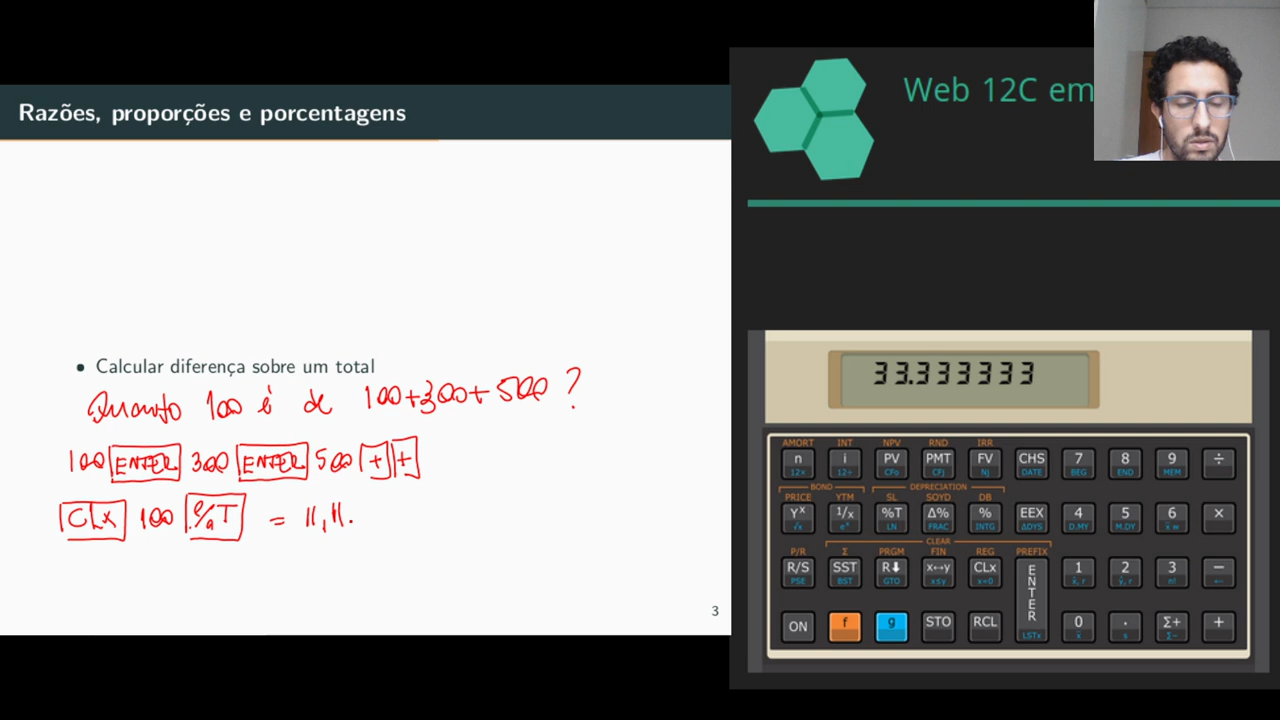 Razões, proporções e porcentagens
Web 12C em
• Calcular diferença sobre um total
Quanto 100 é de 100+300+500 ?
100 ENTER 300 ENTER 500 + +
CLx 100 %T = 11,11.
3
33.333333
AMORT INT NPV RND IRR
n i PV PMT FV CHS 7 8 9 ÷
12× 12÷ CFo CFj Nj DATE BEG END MEM
BOND DEPRECIATION
PRICE YTM SL SOYD DB
Yx 1/x %T Δ% % EEX 4 5 6 ×
√x eˣ LN FRAC INTG ΔDYS D.MY M.DY x̄ w
CLEAR
P/R Σ PRGM FIN REG PREFIX
R/S SST R⬇ x↔y CLx ENTER 1 2 3 −
PSE BST GTO x≤y x=0 x̂, r ŷ, r n! ←
ON f g STO RCL 0 . Σ+ +
LSTx x̄ s Σ−